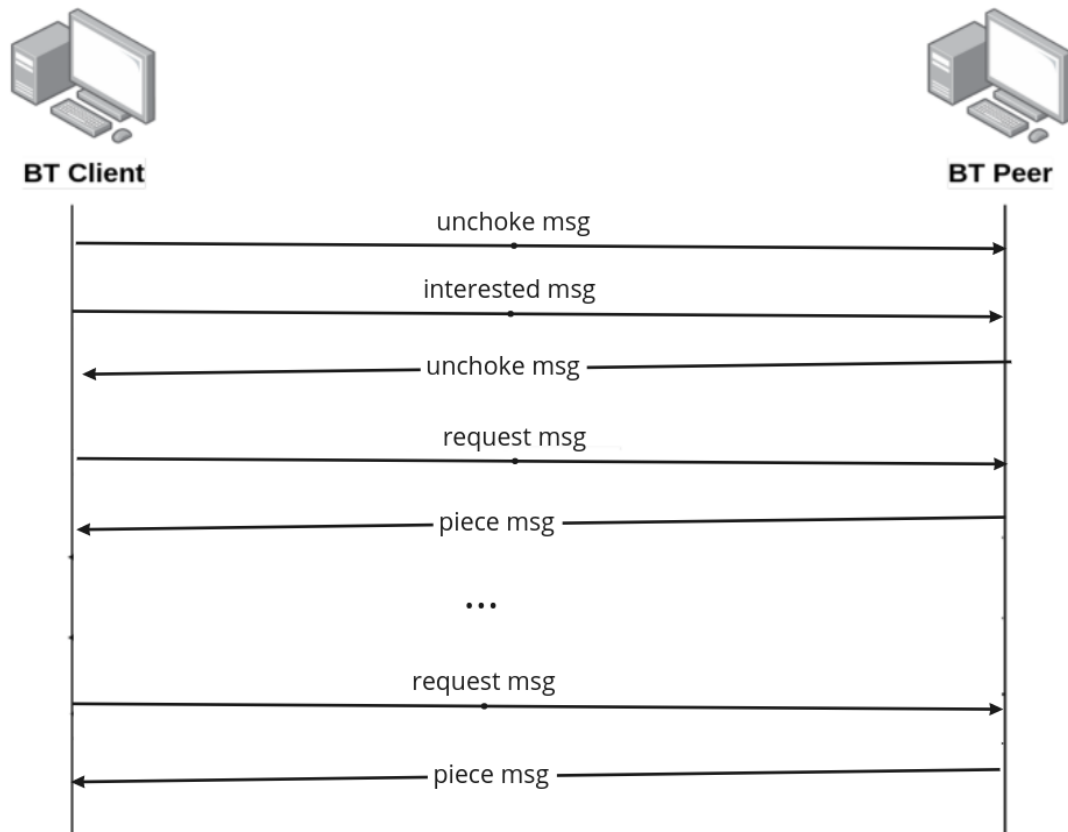 BT Client
BT Peer
unchoke msg
interested msg
unchoke msg
request msg
piece msg
...
request msg
piece msg